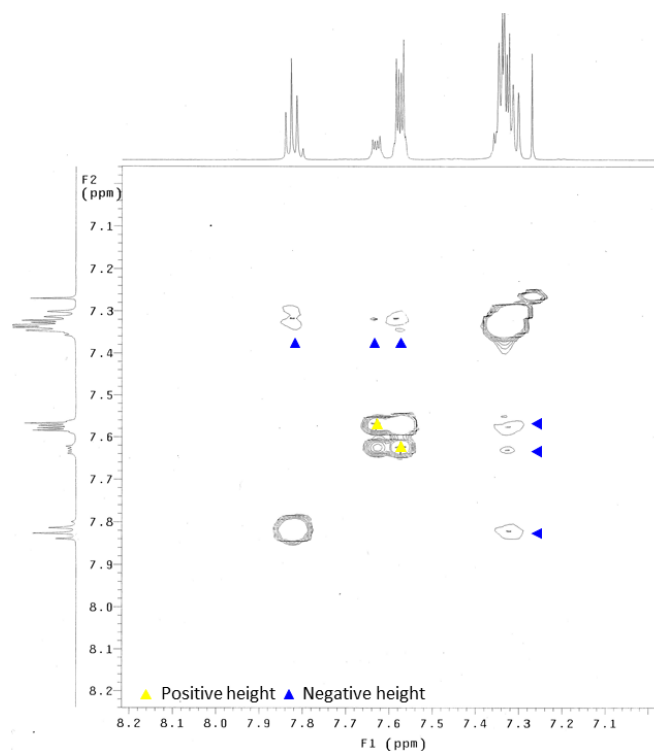 F2
(ppm)
7.1
7.2
7.3
7.4
7.5
7.6
7.7
7.8
7.9
8.0
8.1
8.2
Positive height
Negative height
8.2 8.1 8.0 7.9 7.8 7.7 7.6 7.5 7.4 7.3 7.2 7.1
F1 (ppm)